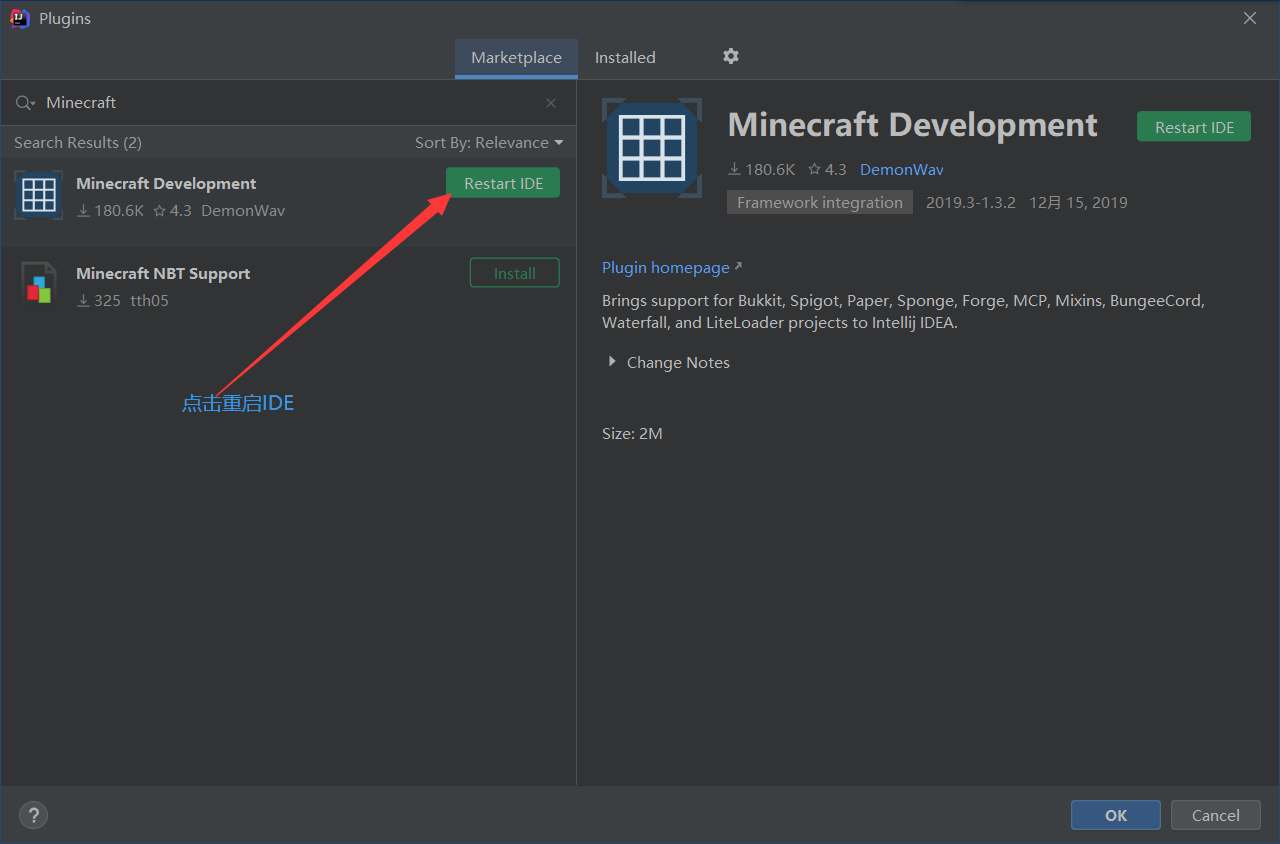 Plugins
Marketplace Installed
Minecraft
Search Results (2) Sort By: Relevance
Minecraft Development Restart IDE
180.6K 4.3 DemonWav
Minecraft NBT Support Install
325 tth05
点击重启IDE
Minecraft Development Restart IDE
180.6K 4.3 DemonWav
Framework integration 2019.3-1.3.2 12月 15, 2019
Plugin homepage
Brings support for Bukkit, Spigot, Paper, Sponge, Forge, MCP, Mixins, BungeeCord,
Waterfall, and LiteLoader projects to Intellij IDEA.
Change Notes
Size: 2M
? OK Cancel